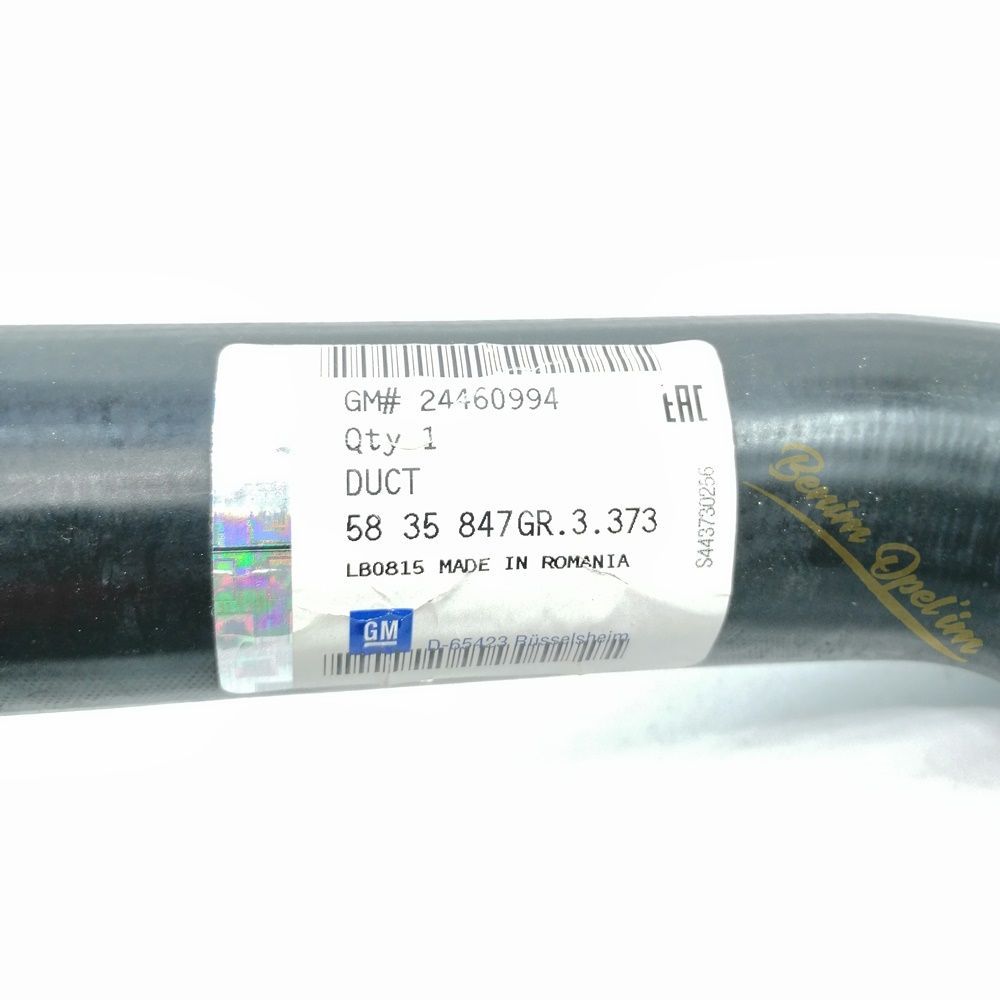 GM# 24460994
EAC
Qty 1
DUCT
58 35 847GR.3.373
LB0815 MADE IN ROMANIA
GM
D-65423 Rüsselsheim
S443730256
Benim Opel'im